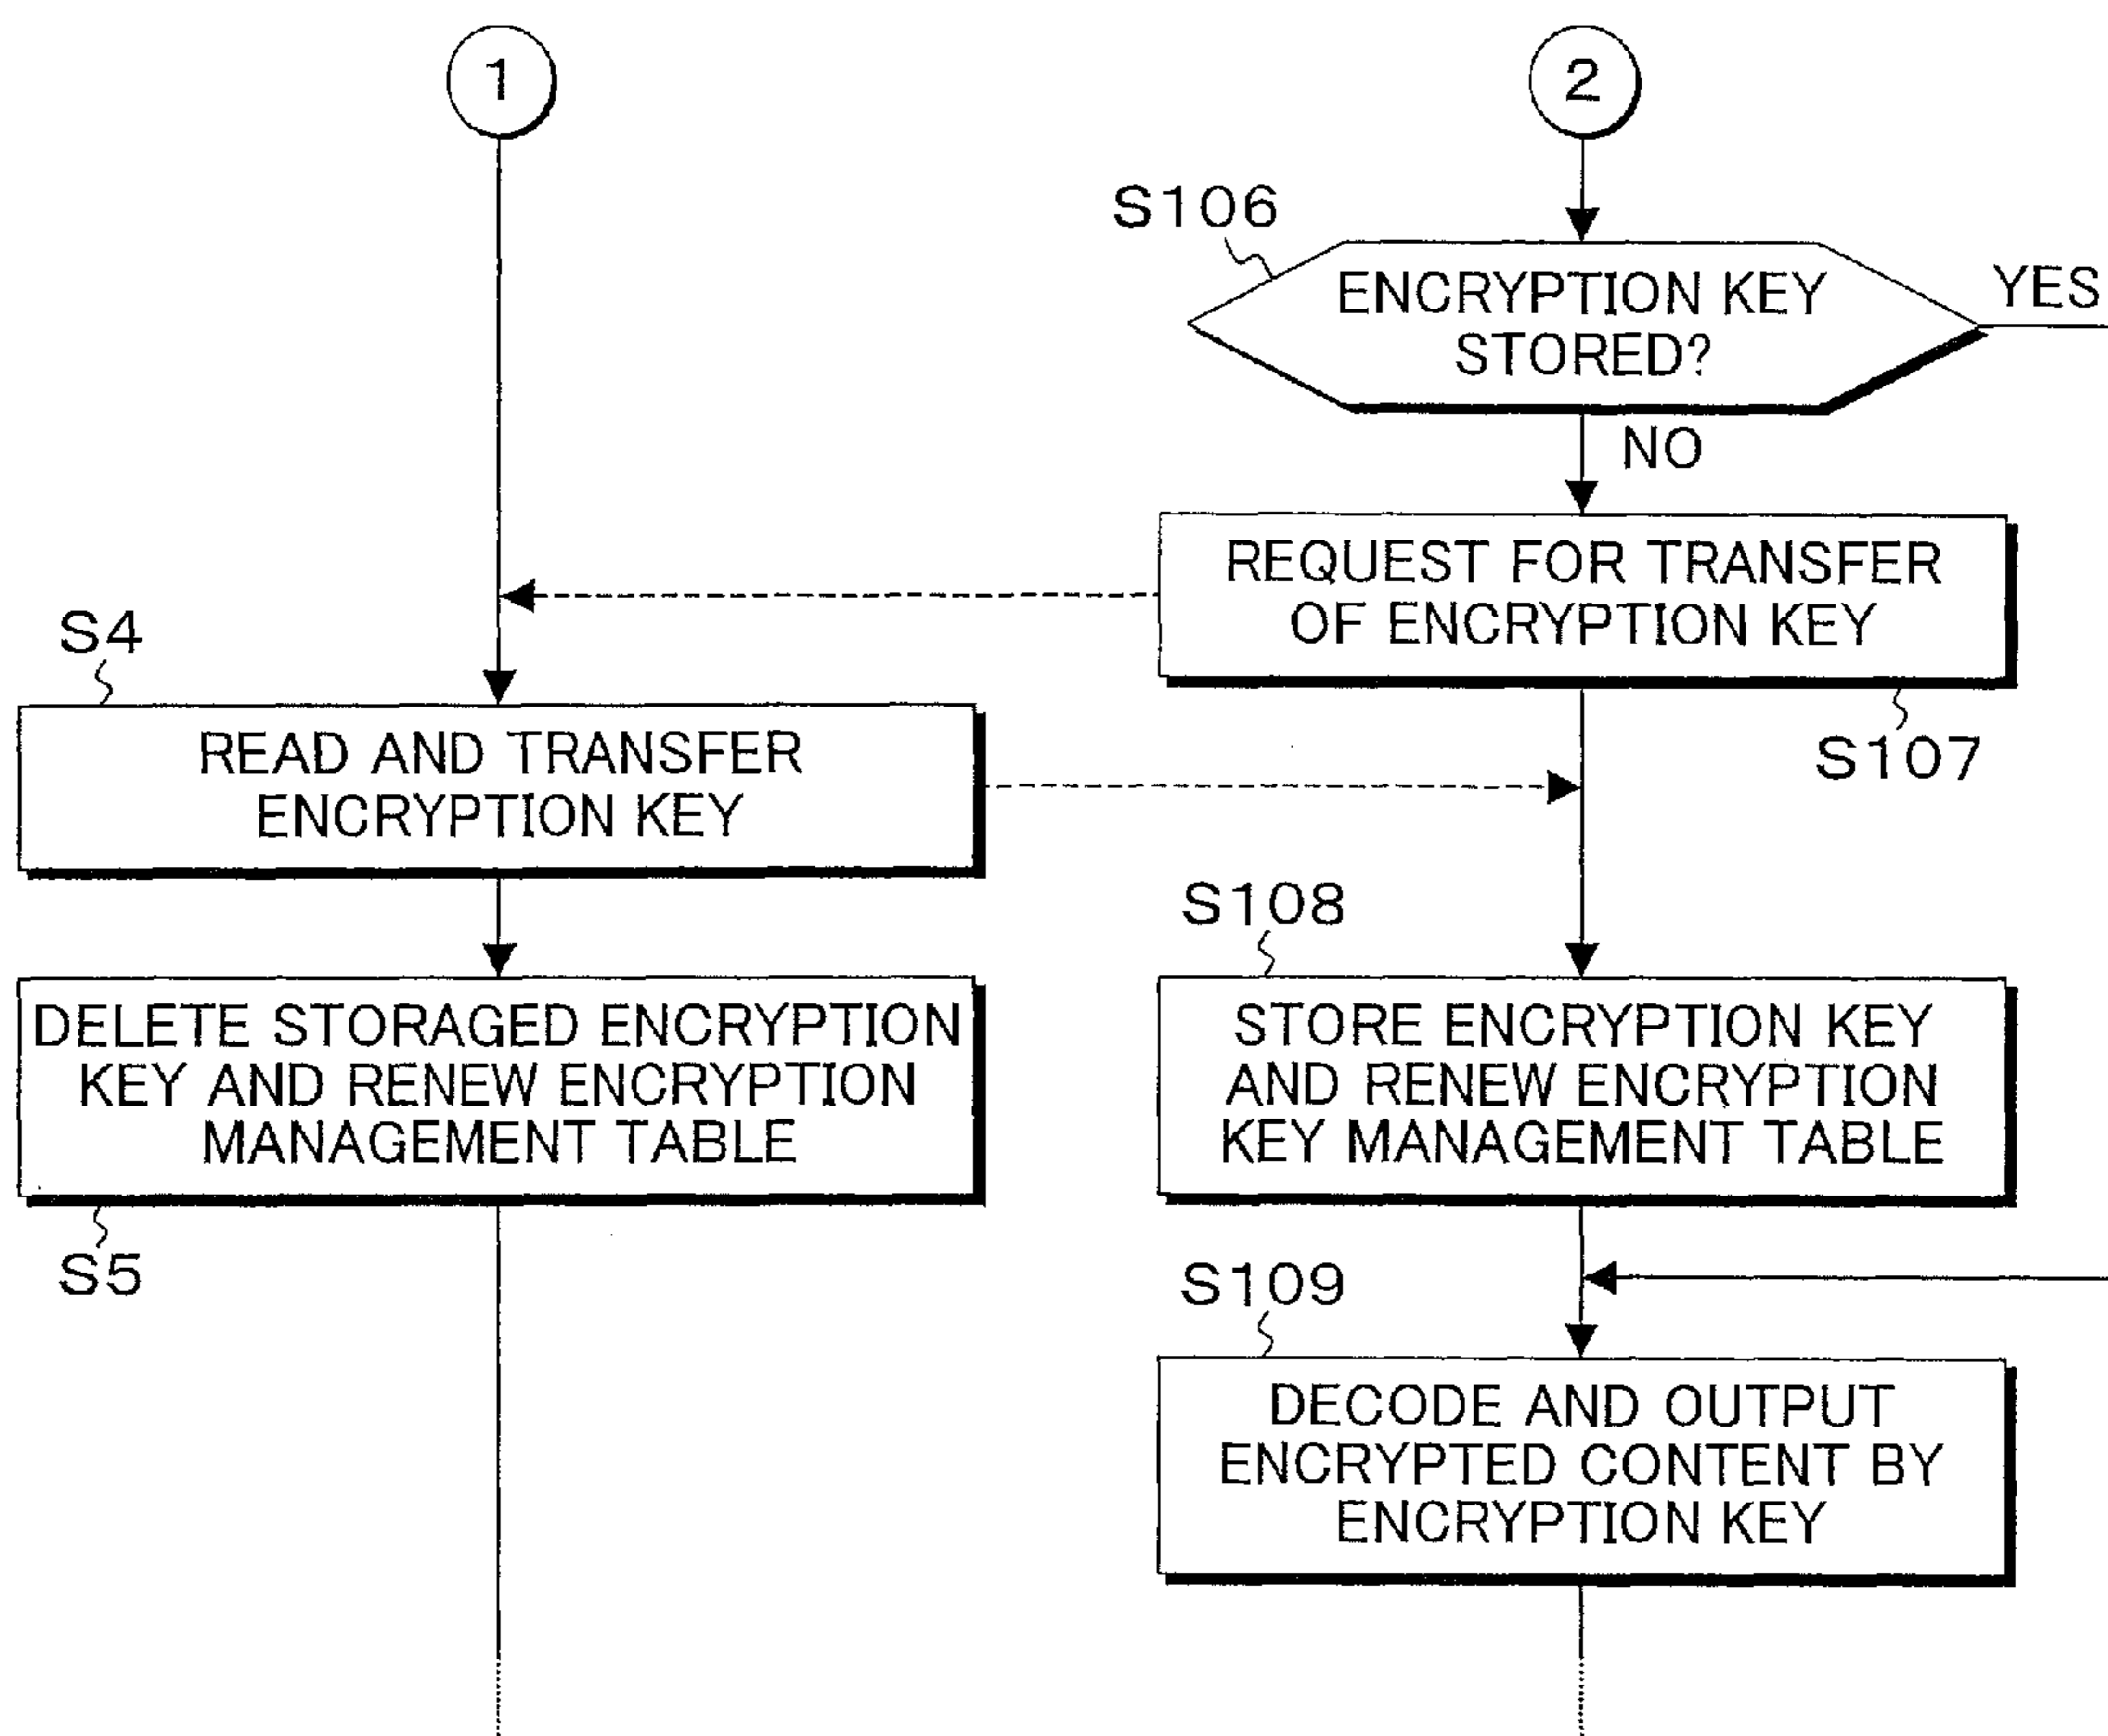 1
2
S106
ENCRYPTION KEY
STORED?
YES
NO
REQUEST FOR TRANSFER
OF ENCRYPTION KEY
S107
S4
READ AND TRANSFER
ENCRYPTION KEY
S108
DELETE STORAGED ENCRYPTION
KEY AND RENEW ENCRYPTION
MANAGEMENT TABLE
S5
STORE ENCRYPTION KEY
AND RENEW ENCRYPTION
KEY MANAGEMENT TABLE
S109
DECODE AND OUTPUT
ENCRYPTED CONTENT BY
ENCRYPTION KEY